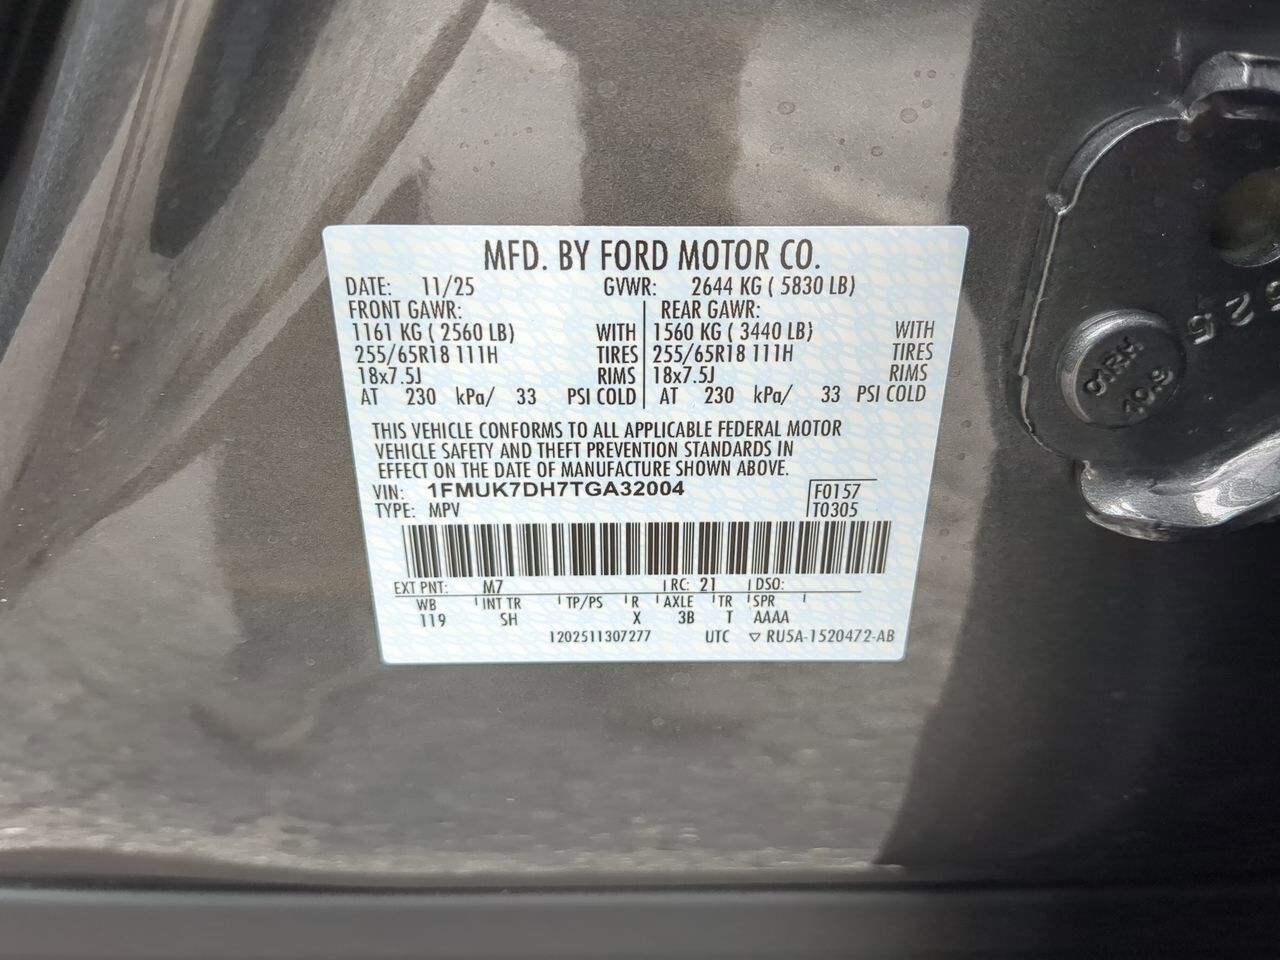 MFD. BY FORD MOTOR CO.
DATE: 11/25 GVWR: 2644 KG ( 5830 LB)
FRONT GAWR: REAR GAWR:
1161 KG ( 2560 LB) WITH 1560 KG ( 3440 LB) WITH
255/65R18 111H TIRES 255/65R18 111H TIRES
18x7.5J RIMS 18x7.5J RIMS
AT 230 kPa/ 33 PSI COLD AT 230 kPa/ 33 PSI COLD
THIS VEHICLE CONFORMS TO ALL APPLICABLE FEDERAL MOTOR
VEHICLE SAFETY AND THEFT PREVENTION STANDARDS IN
EFFECT ON THE DATE OF MANUFACTURE SHOWN ABOVE.
VIN: 1FMUK7DH7TGA32004 F0157
TYPE: MPV T0305
EXT PNT: M7 RC: 21 DSO:
WB INT TR TP/PS R AXLE TR SPR
119 SH X 3B T AAAA
1202511307277 UTC ▽ RU5A-1520472-AB
01RH
10.9